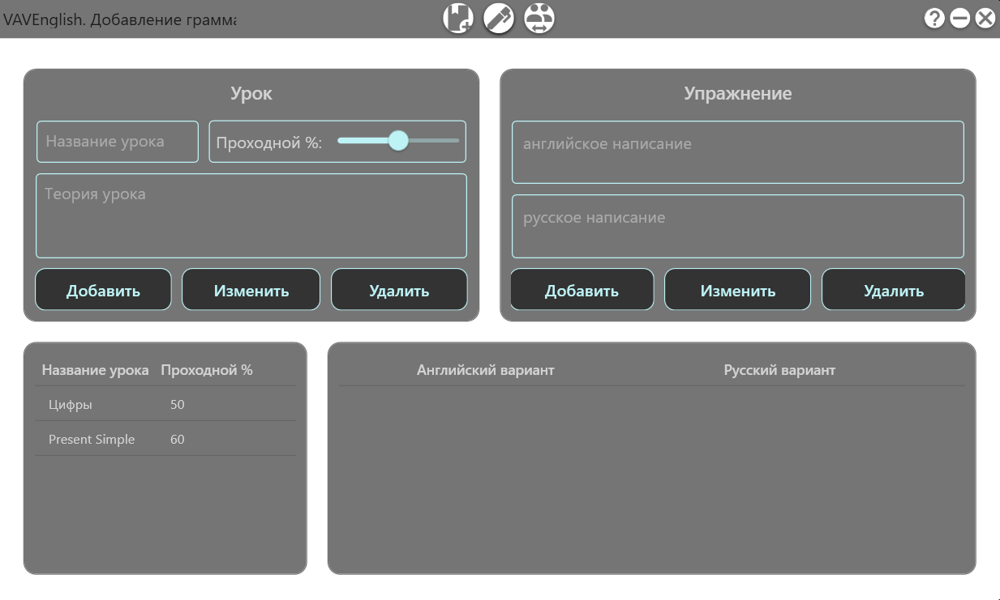 VAVEnglish. Добавление грамма
Урок
Название урока
Проходной %:
Теория урока
Добавить
Изменить
Удалить
Упражнение
английское написание
русское написание
Добавить
Изменить
Удалить
Название урока Проходной %
Цифры 50
Present Simple 60
Английский вариант Русский вариант